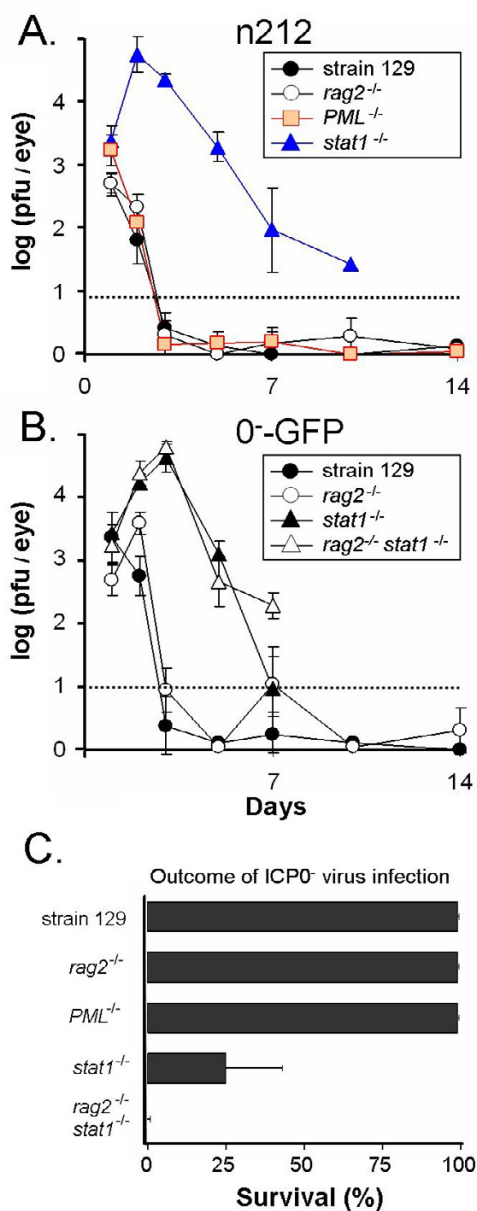 A.
n212
strain 129
rag2⁻/⁻
PML⁻/⁻
stat1⁻/⁻
log (pfu / eye)
4
3
2
1
0
0
7
14
B.
0⁻-GFP
strain 129
rag2⁻/⁻
stat1⁻/⁻
rag2⁻/⁻ stat1⁻/⁻
log (pfu / eye)
4
3
2
1
0
7
14
Days
C.
Outcome of ICP0⁻ virus infection
strain 129
rag2⁻/⁻
PML⁻/⁻
stat1⁻/⁻
rag2⁻/⁻
stat1⁻/⁻
0
25
50
75
100
Survival (%)